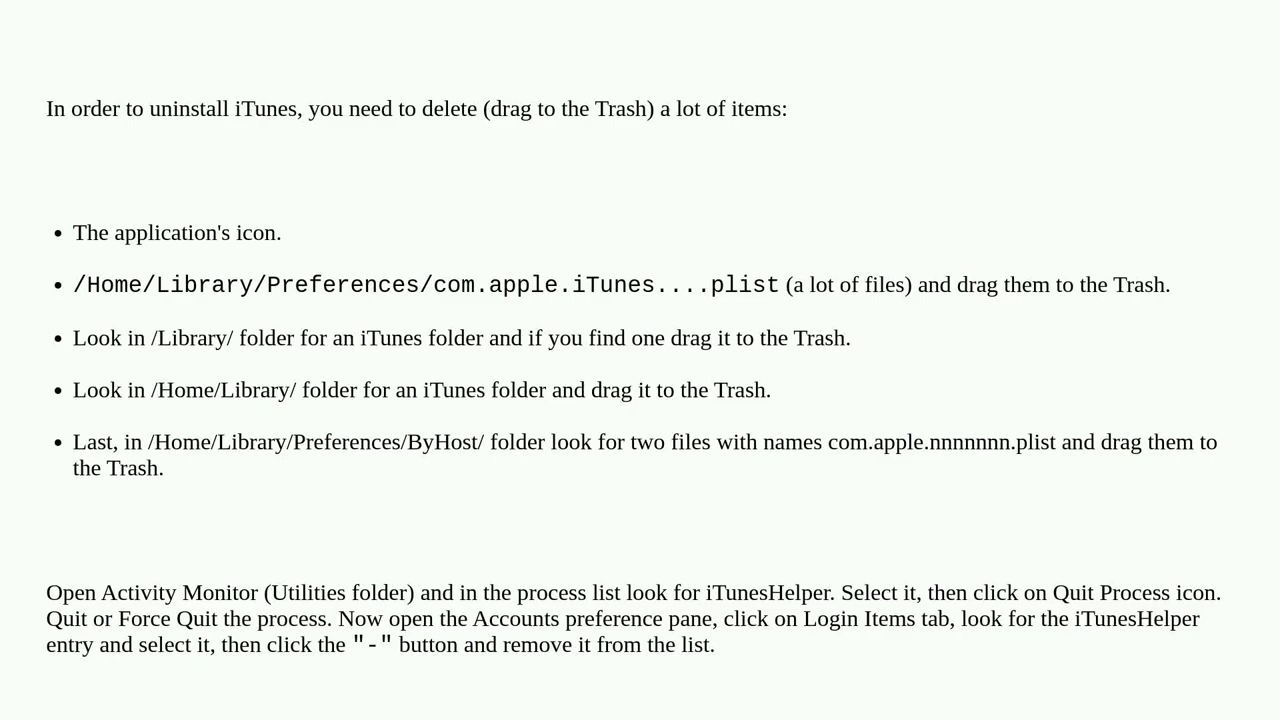 In order to uninstall iTunes, you need to delete (drag to the Trash) a lot of items:
• The application's icon.
• /Home/Library/Preferences/com.apple.iTunes....plist (a lot of files) and drag them to the Trash.
• Look in /Library/ folder for an iTunes folder and if you find one drag it to the Trash.
• Look in /Home/Library/ folder for an iTunes folder and drag it to the Trash.
• Last, in /Home/Library/Preferences/ByHost/ folder look for two files with names com.apple.nnnnnnn.plist and drag them to
the Trash.
Open Activity Monitor (Utilities folder) and in the process list look for iTunesHelper. Select it, then click on Quit Process icon.
Quit or Force Quit the process. Now open the Accounts preference pane, click on Login Items tab, look for the iTunesHelper
entry and select it, then click the "-" button and remove it from the list.